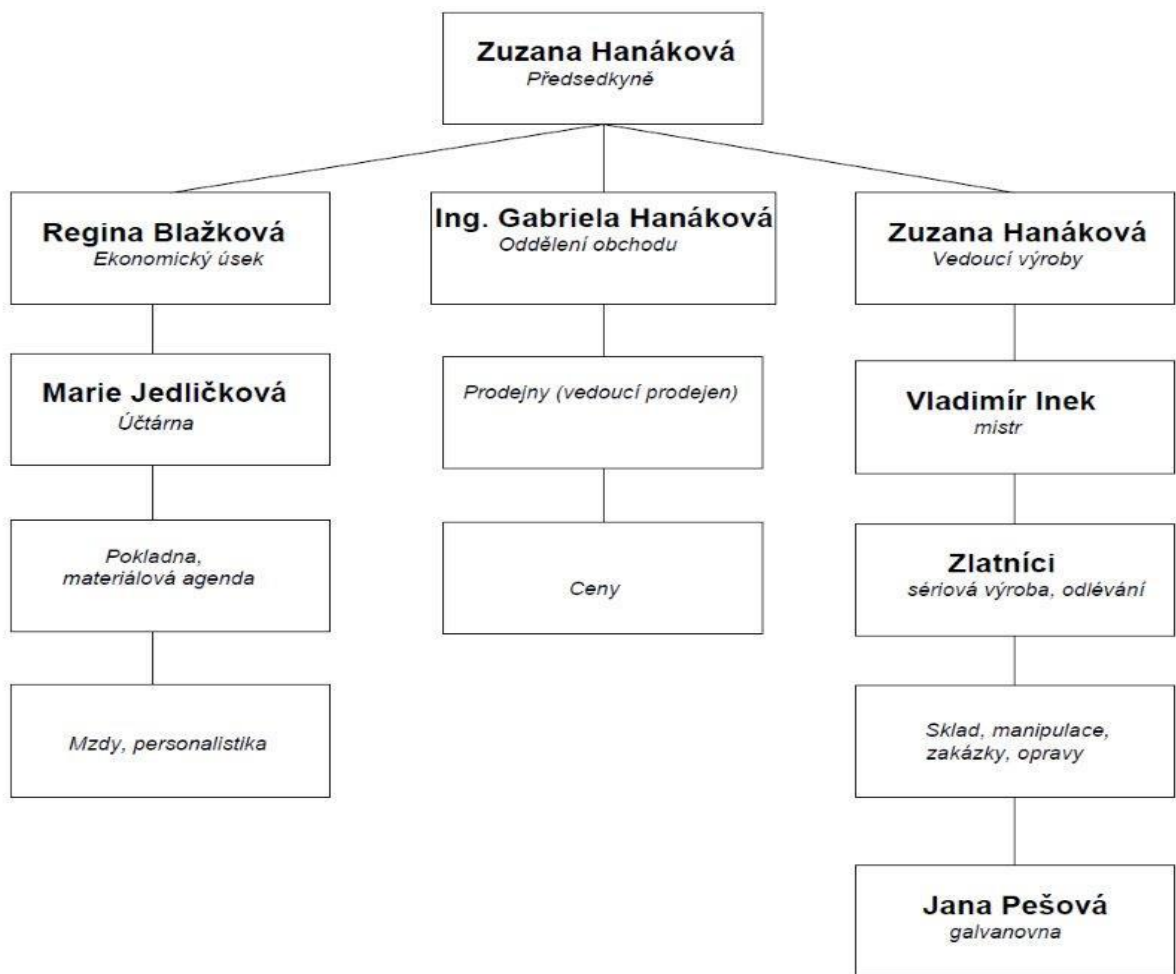 Zuzana Hanáková
Předsedkyně
Regina Blažková
Ekonomický úsek
Ing. Gabriela Hanáková
Oddělení obchodu
Zuzana Hanáková
Vedoucí výroby
Marie Jedličková
Účtárna
Prodejny (vedoucí prodejen)
Vladimír Inek
mistr
Pokladna,
materiálová agenda
Ceny
Zlatníci
sériová výroba, odlévání
Mzdy, personalistika
Sklad, manipulace,
zakázky, opravy
Jana Pešová
galvanovna